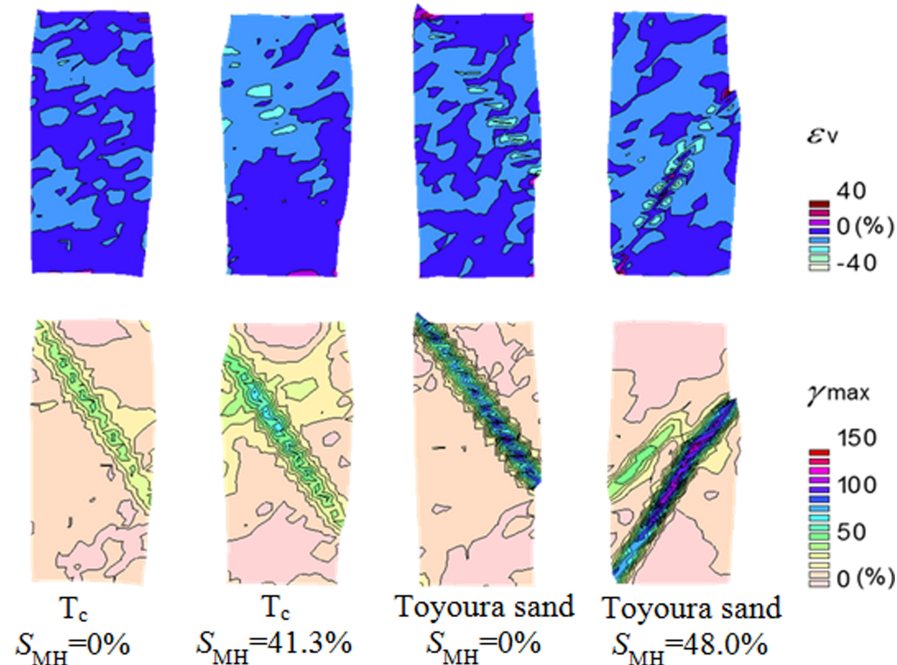 εv
40
0 (%)
-40
γmax
150
100
50
0 (%)
Tc Tc Toyoura sand Toyoura sand
SMH=0% SMH=41.3% SMH=0% SMH=48.0%